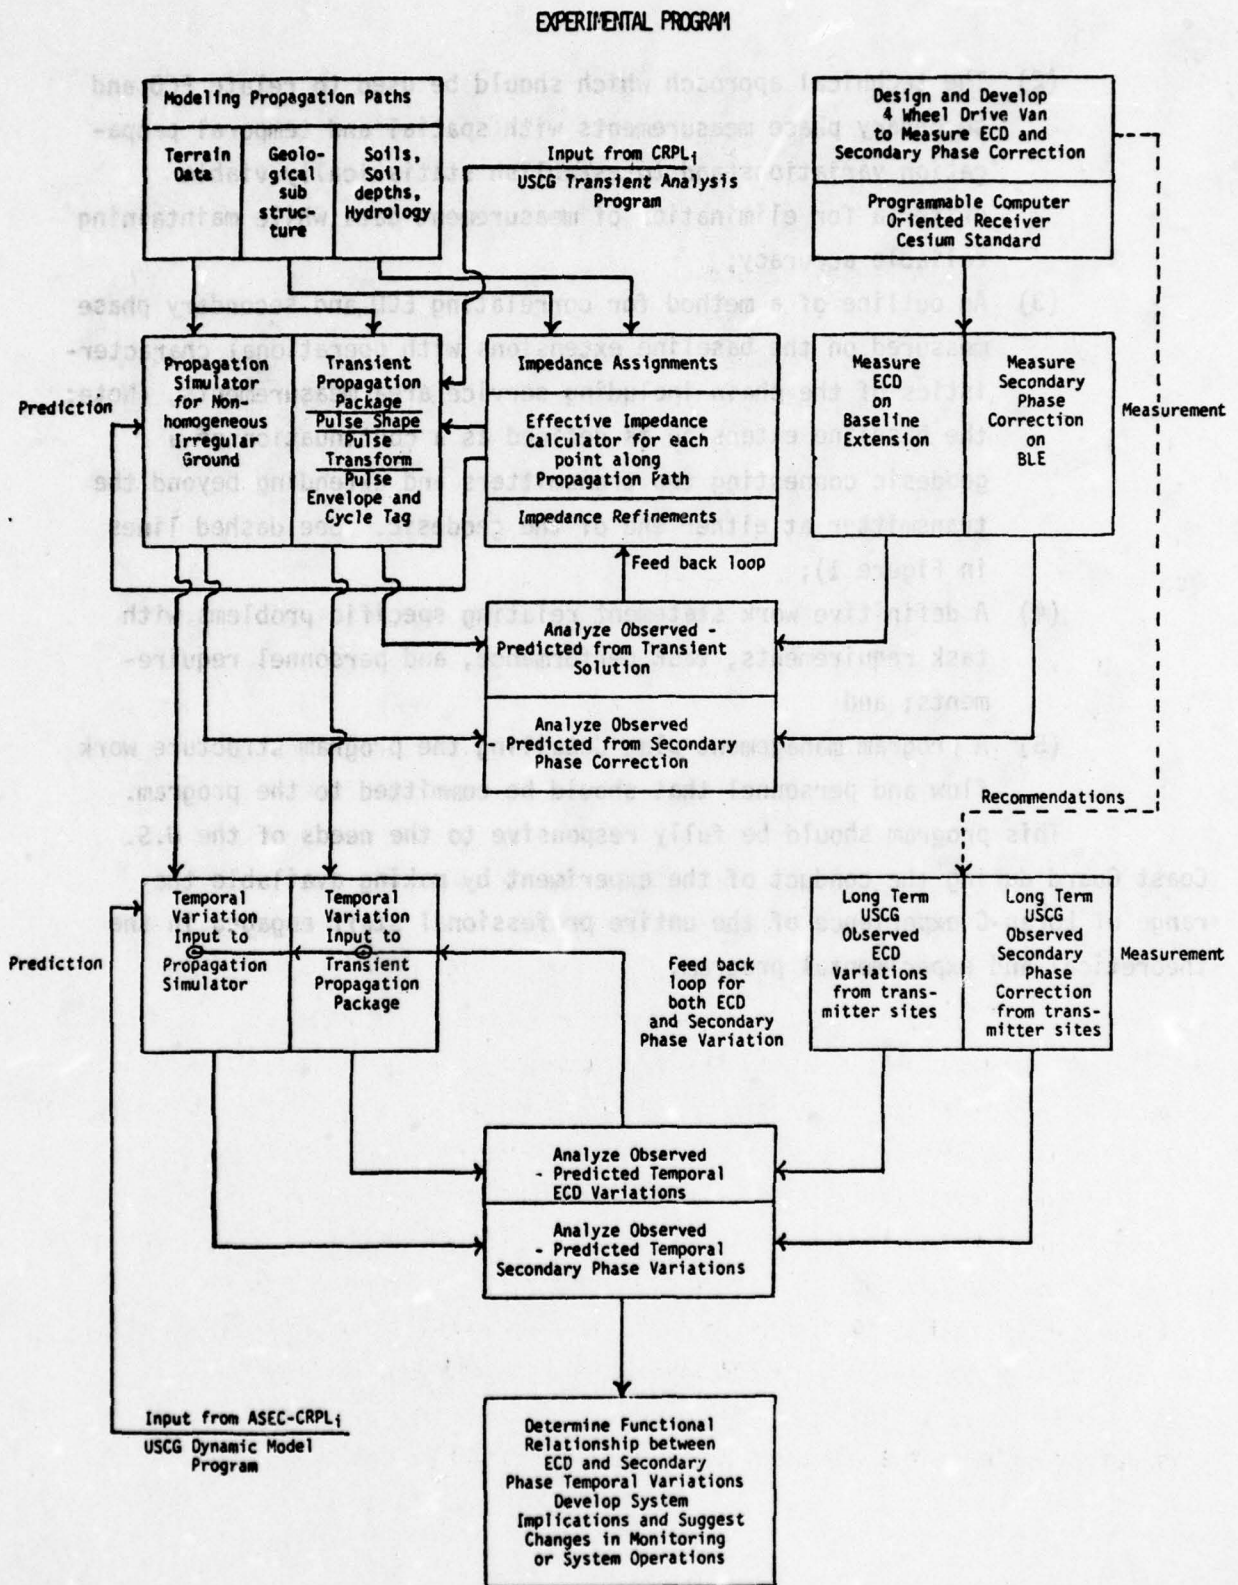 EXPERIMENTAL PROGRAM
Modeling Propagation Paths
Terrain
Data
Geolo-
gical
sub
struc-
ture
Soils,
Soil
depths,
Hydrology
Input from CRPLi
USCG Transient Analysis
Program
Design and Develop
4 Wheel Drive Van
to Measure ECD and
Secondary Phase Correction
Programmable Computer
Oriented Receiver
Cesium Standard
Prediction
Propagation
Simulator
for Non-
homogeneous
Irregular
Ground
Transient
Propagation
Package
Pulse Shape
Pulse
Transform
Pulse
Envelope and
Cycle Tag
Impedance Assignments
Effective Impedance
Calculator for each
point along
Propagation Path
Impedance Refinements
Measure
ECD
on
Baseline
Extension
Measure
Secondary
Phase
Correction
on
BLE
Measurement
Feed back loop
Analyze Observed -
Predicted from Transient
Solution
Analyze Observed
- Predicted from Secondary
Phase Correction
Recommendations
Prediction
Temporal
Variation
Input to
Propagation
Simulator
Temporal
Variation
Input to
Transient
Propagation
Package
Feed back
loop for
both ECD
and Secondary
Phase Variation
Long Term
USCG
Observed
ECD
Variations
from trans-
mitter sites
Long Term
USCG
Observed
Secondary
Phase
Correction
from trans-
mitter sites
Measurement
Analyze Observed
- Predicted Temporal
ECD Variations
Analyze Observed
- Predicted Temporal
Secondary Phase Variations
Input from ASEC-CRPLi
USCG Dynamic Model
Program
Determine Functional
Relationship between
ECD and Secondary
Phase Temporal Variations
Develop System
Implications and Suggest
Changes in Monitoring
or System Operations